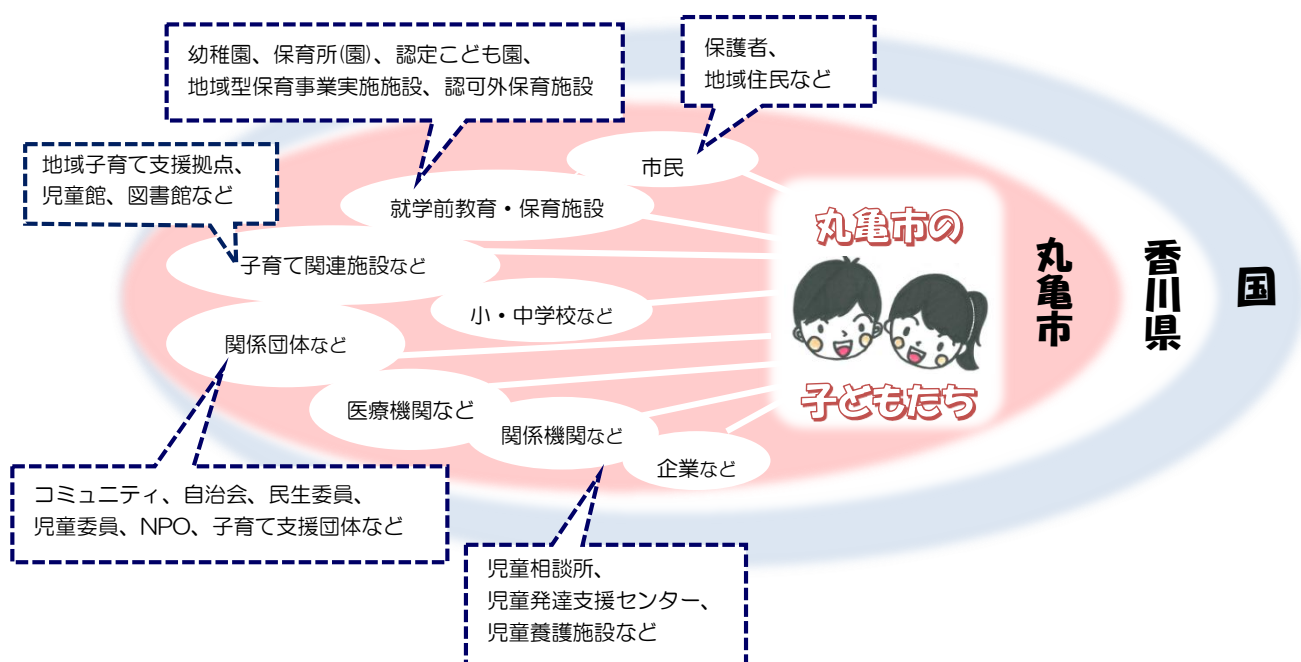 幼稚園、保育所(園)、認定こども園、
地域型保育事業実施施設、認可外保育施設
保護者、
地域住民など
地域子育て支援拠点、
児童館、図書館など
市民
就学前教育・保育施設
子育て関連施設など
小・中学校など
関係団体など
医療機関など
関係機関など
企業など
丸亀市の
子どもたち
丸亀市
香川県
国
コミュニティ、自治会、民生委員、
児童委員、NPO、子育て支援団体など
児童相談所、
児童発達支援センター、
児童養護施設など